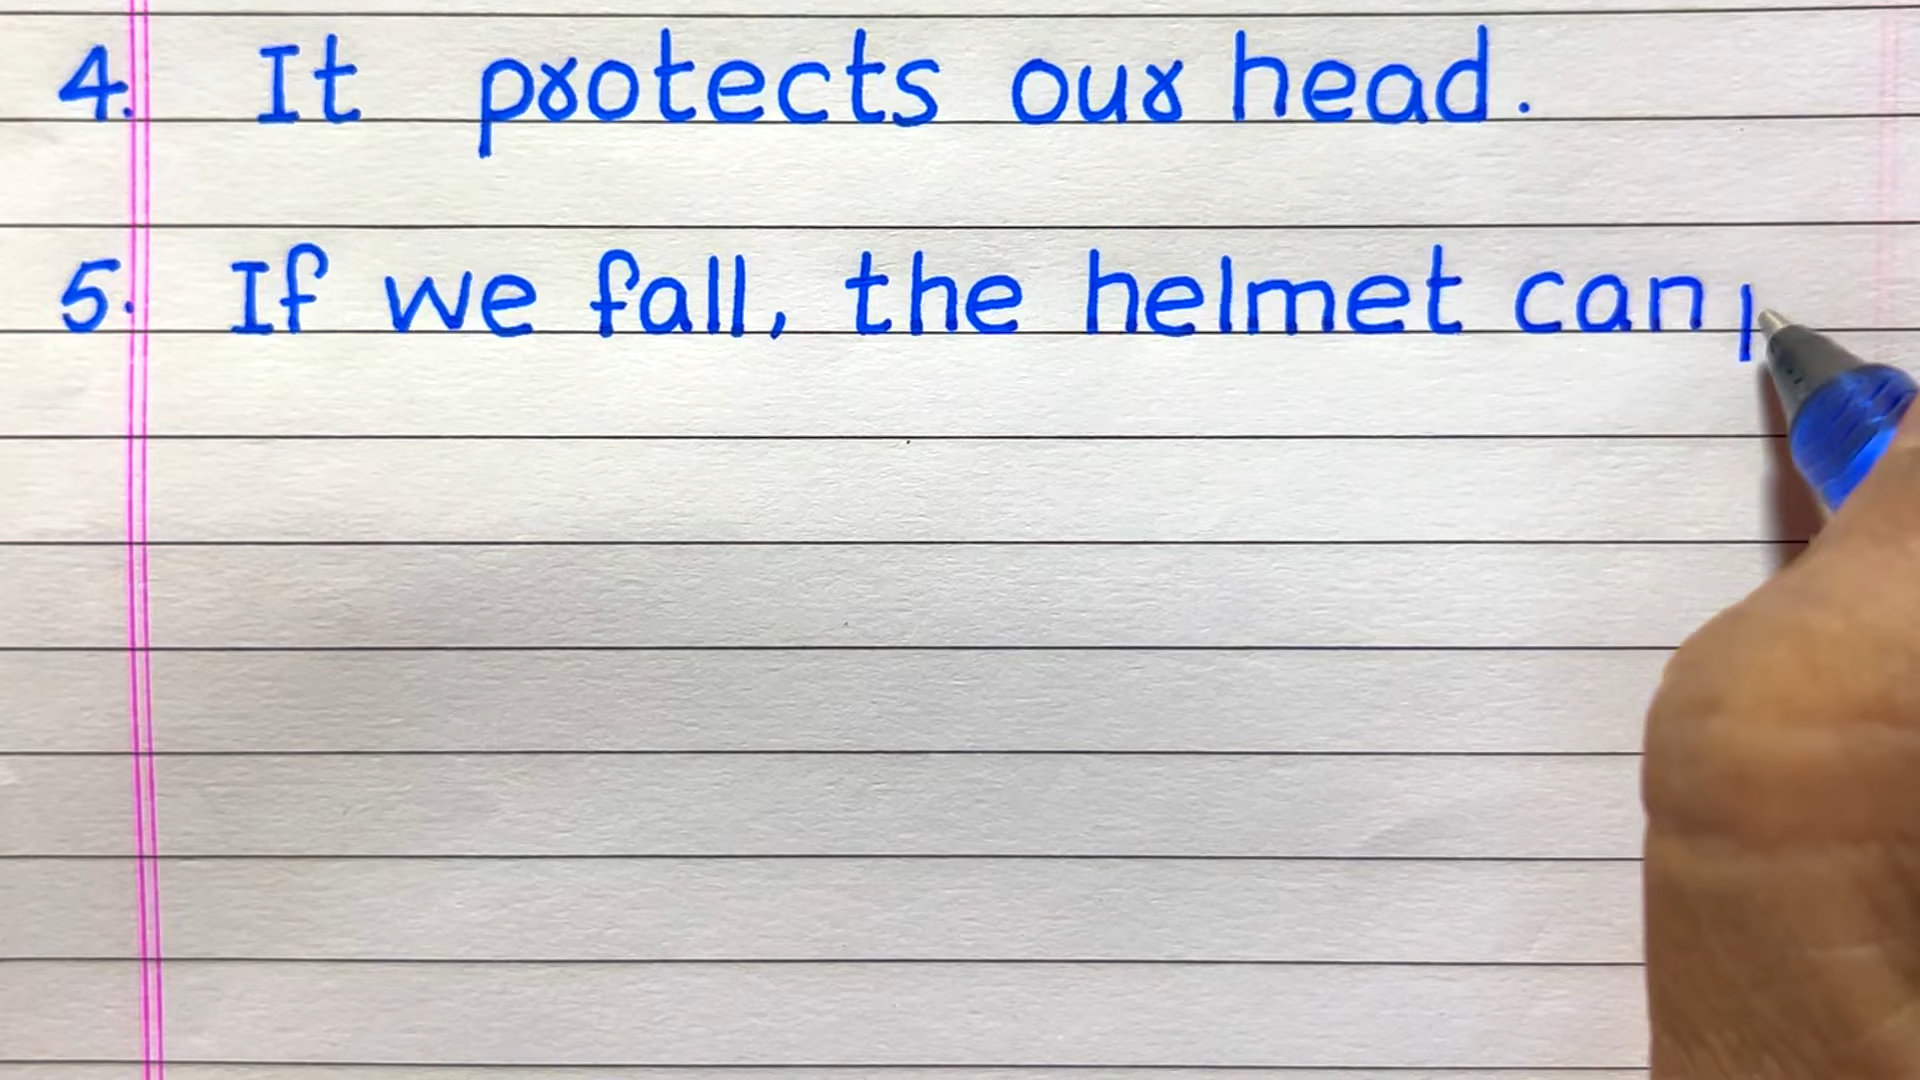 4. It protects our head.
5. If we fall, the helmet can